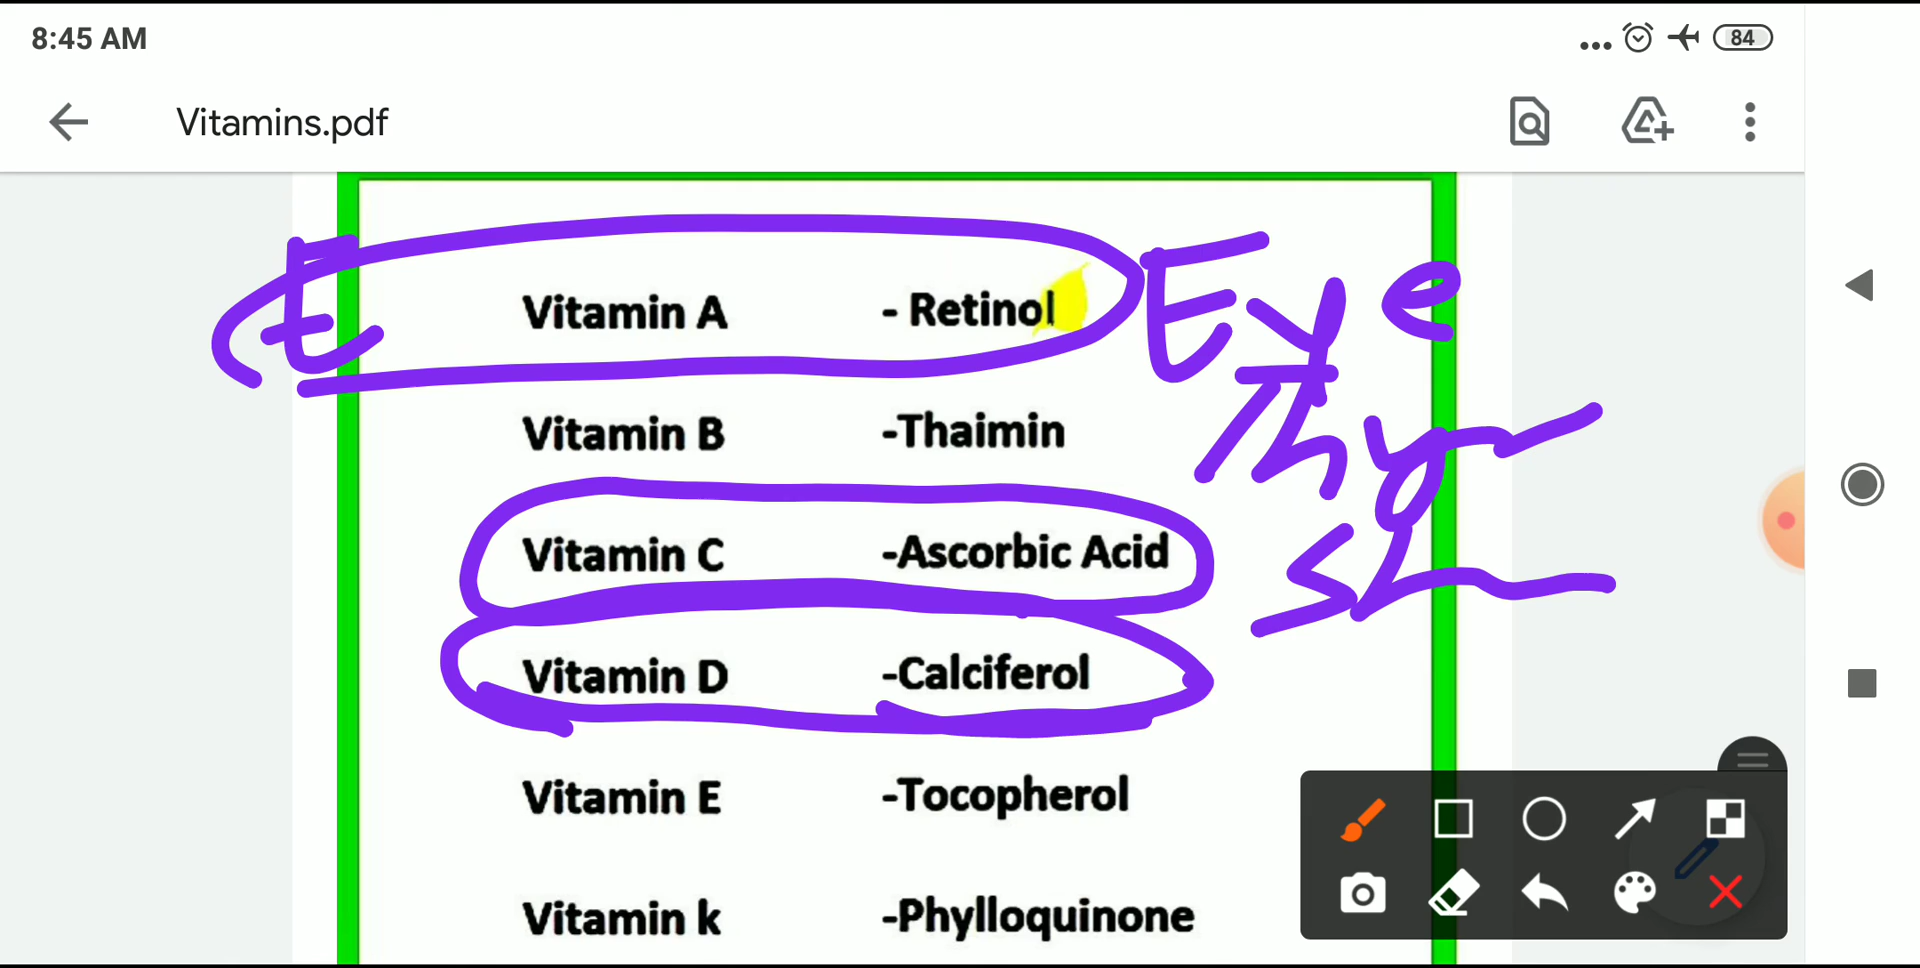 8:45 AM 84
Vitamins.pdf
E
Vitamin A - Retinol Eye
Vitamin B -Thaimin
Vitamin C -Ascorbic Acid
Vitamin D -Calciferol
Vitamin E -Tocopherol
Vitamin k -Phylloquinone